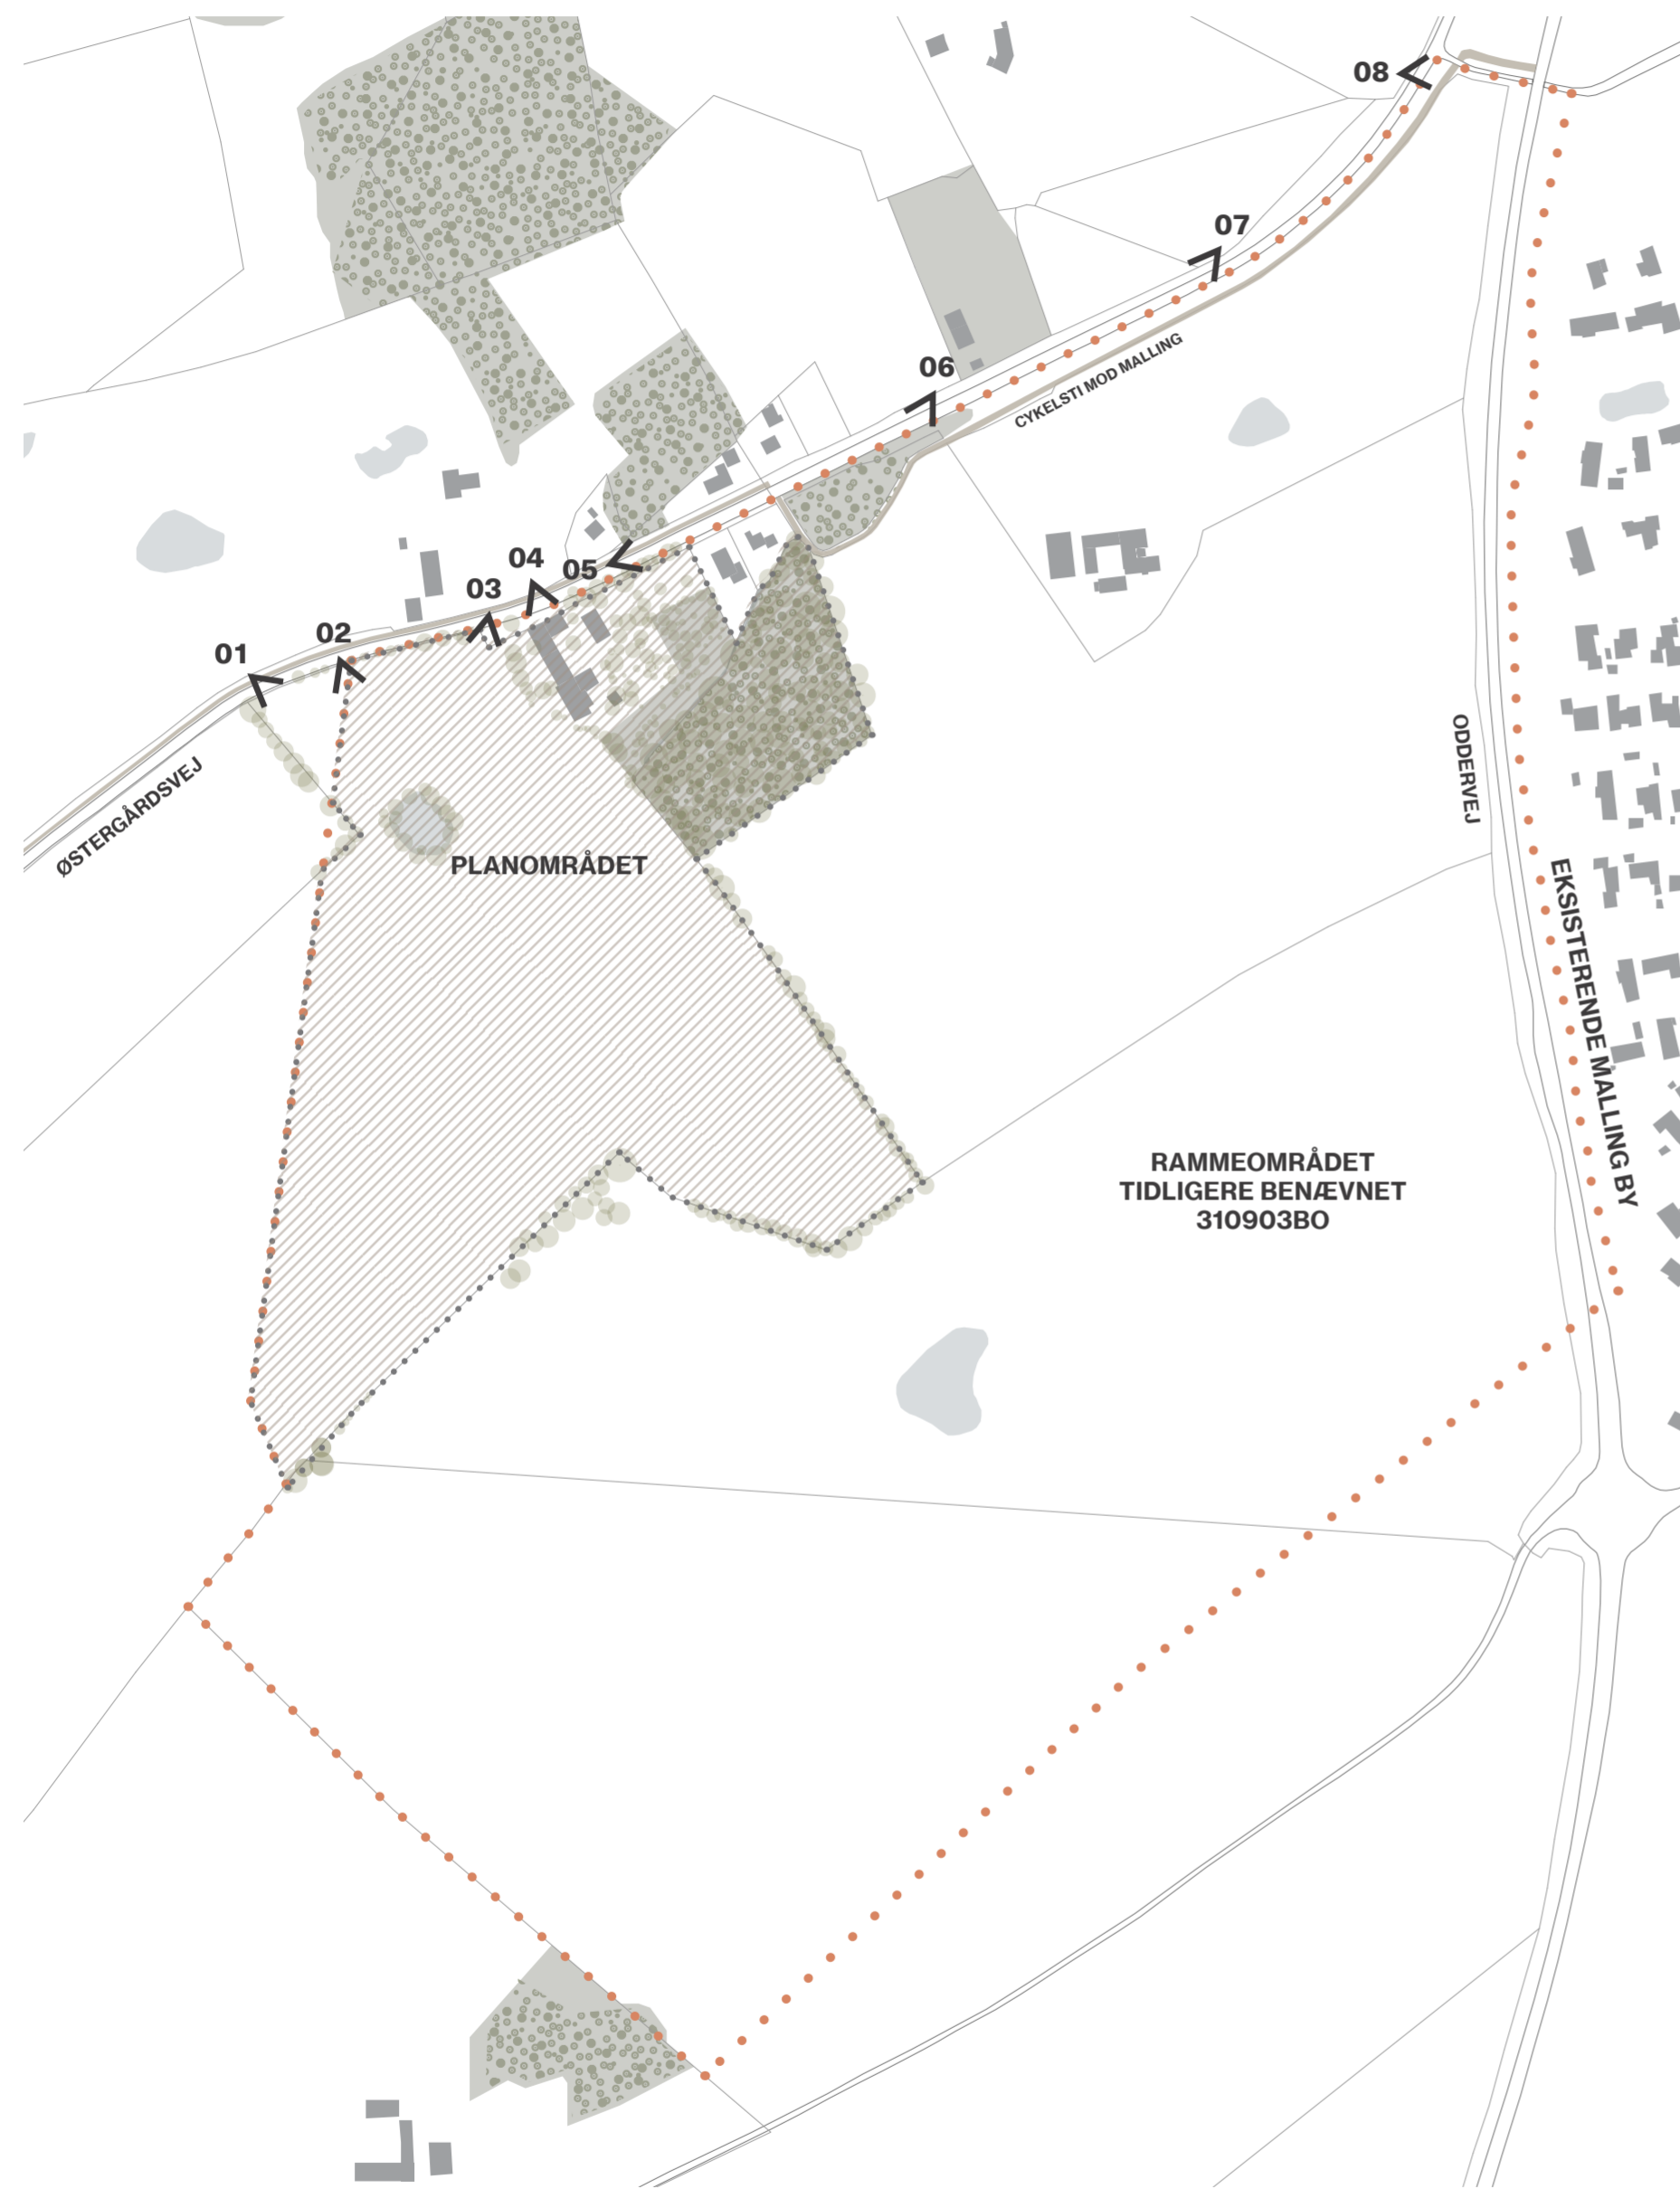 08
07
06
CYKELSTI MOD MALLING
04
05
03
02
01
ØSTERGÅRDSVEJ
PLANOMRÅDET
ODDERVEJ
EKSISTERENDE MALLING BY
RAMMEOMRÅDET
TIDLIGERE BENÆVNET
310903BO